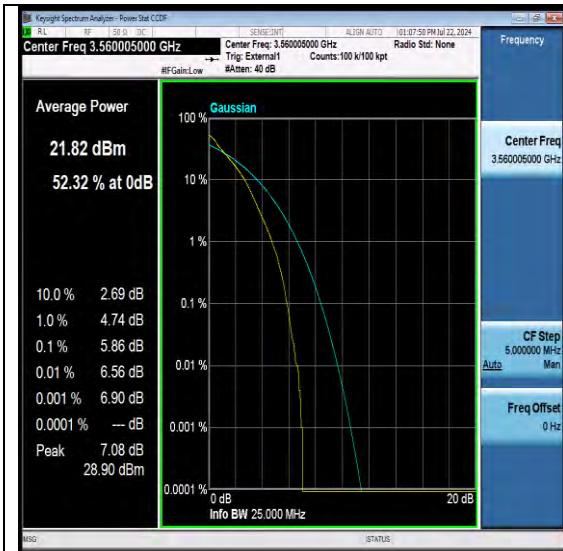 Keysight Spectrum Analyzer - Power Stat CCDF
RL RF 50 Ω DC SENSE:INT ALIGN AUTO 01:07:50 PM Jul 22, 2024
Center Freq 3.560005000 GHz
Center Freq: 3.560005000 GHz Radio Std: None
Trig: External1 Counts:100 k/100 kpt
#IFGain:Low #Atten: 40 dB
Frequency
Average Power
21.82 dBm
52.32 % at 0dB
10.0 % 2.69 dB
1.0 % 4.74 dB
0.1 % 5.86 dB
0.01 % 6.56 dB
0.001 % 6.90 dB
0.0001 % --- dB
Peak 7.08 dB
28.90 dBm
Gaussian
100 %
10 %
1 %
0.1 %
0.01 %
0.001 %
0.0001 %
0 dB 20 dB
Info BW 25.000 MHz
Center Freq
3.560005000 GHz
CF Step
5.000000 MHz
Auto Man
Freq Offset
0 Hz
MSG STATUS